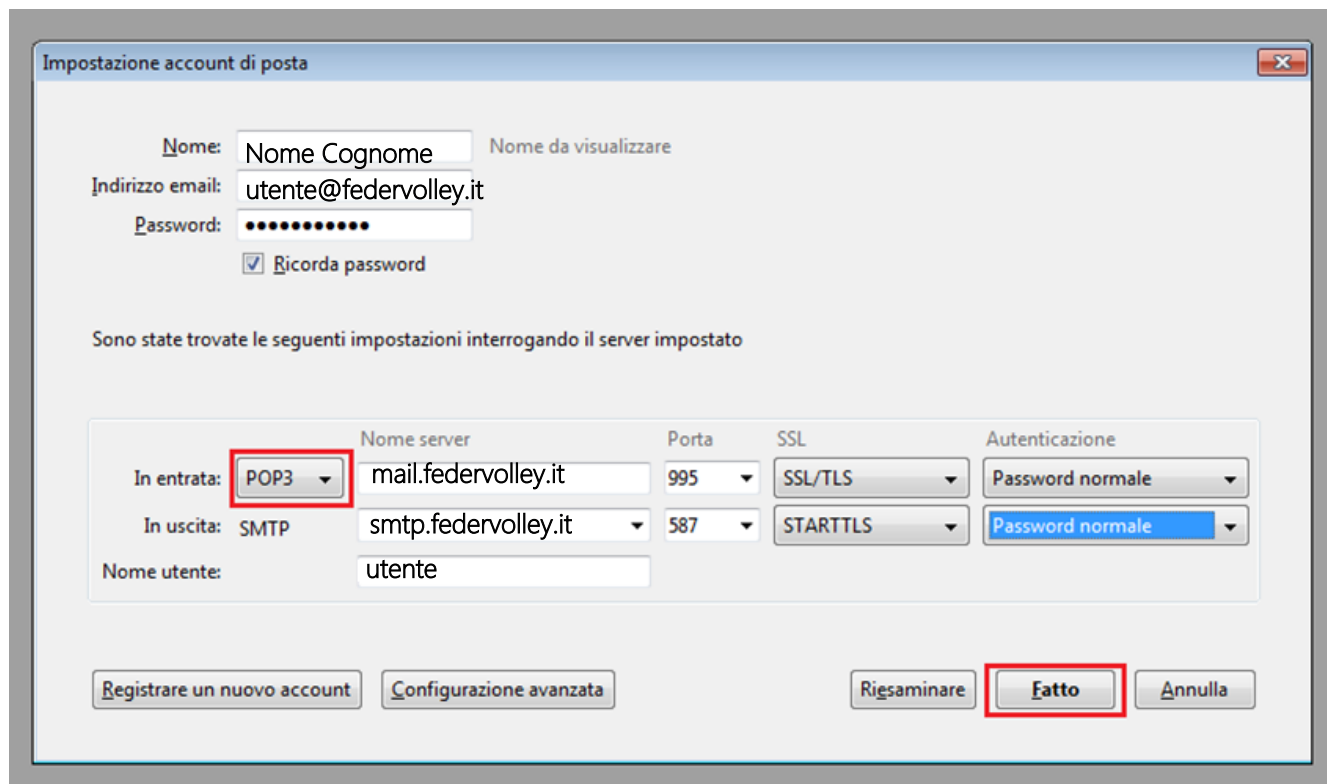 Impostazione account di posta
Nome: Nome Cognome Nome da visualizzare
Indirizzo email: utente@federvolley.it
Password: •••••••••••
Ricorda password
Sono state trovate le seguenti impostazioni interrogando il server impostato
Nome server Porta SSL Autenticazione
In entrata: POP3 mail.federvolley.it 995 SSL/TLS Password normale
In uscita: SMTP smtp.federvolley.it 587 STARTTLS Password normale
Nome utente: utente
Registrare un nuovo account Configurazione avanzata Riesaminare Fatto Annulla